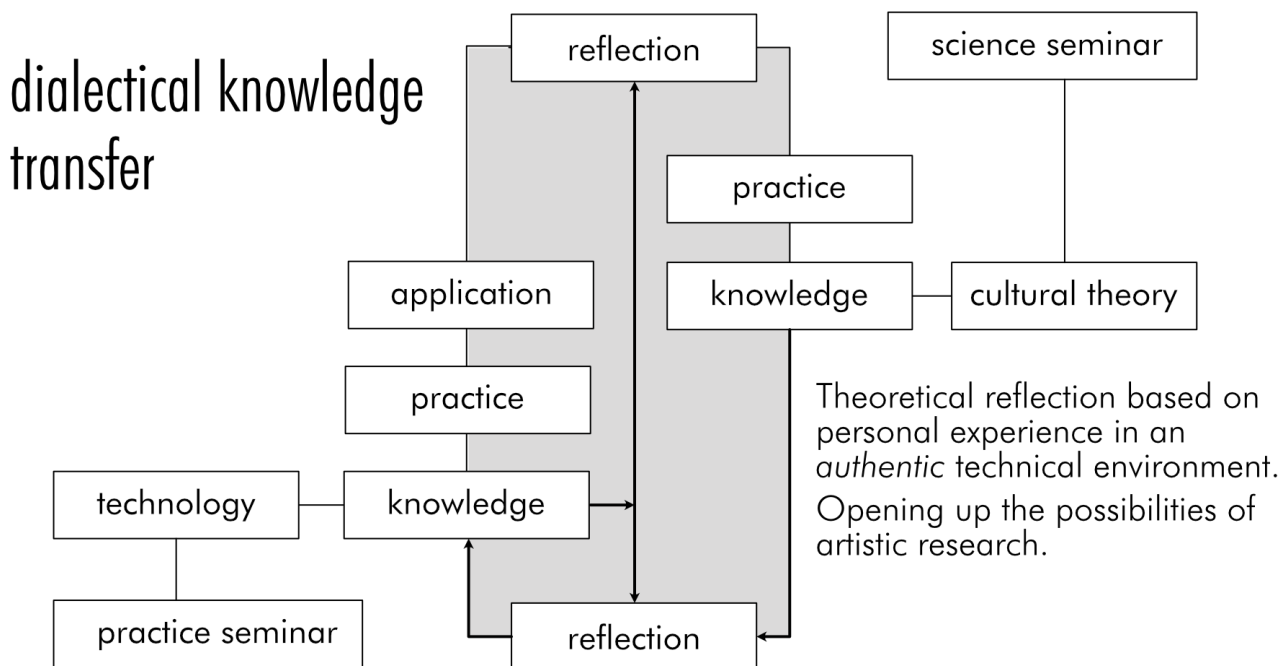 dialectical knowledge
transfer
reflection
science seminar
practice
application
knowledge
cultural theory
practice
technology
knowledge
practice seminar
reflection
Theoretical reflection based on
personal experience in an
authentic technical environment.
Opening up the possibilities of
artistic research.